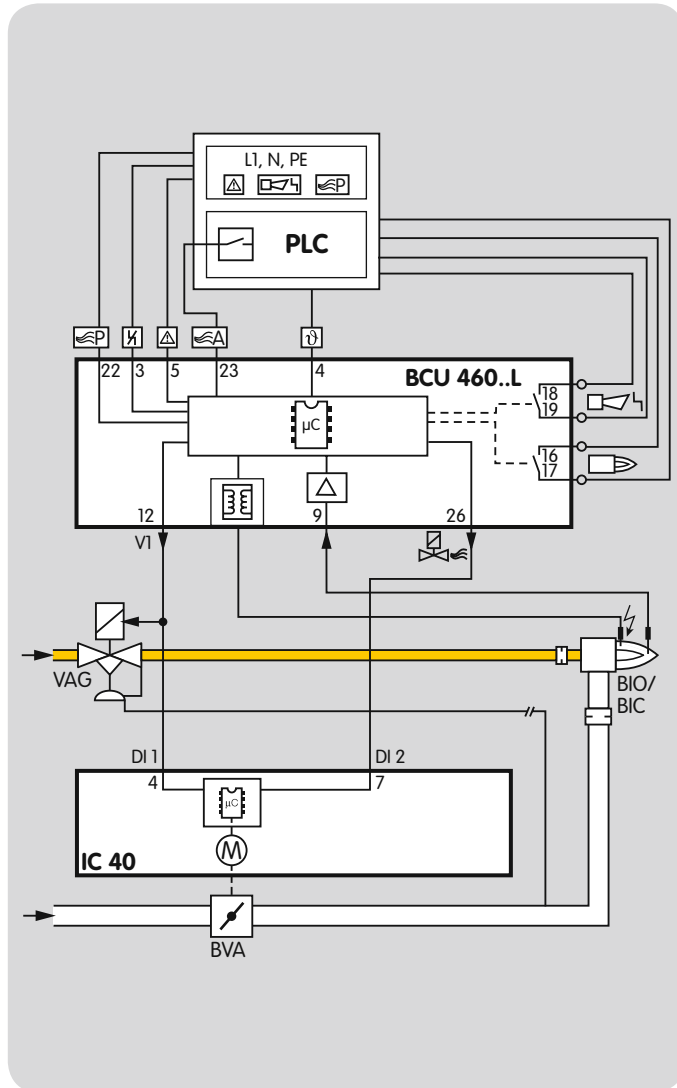 L1, N, PE
P
PLC
P
A
ϑ
22 3 5 23 4
BCU 460..L
18
19
µC
16
17
12 9 26
V1
VAG
BIO/
BIC
DI 1 DI 2
4 7
µC
M
IC 40
BVA